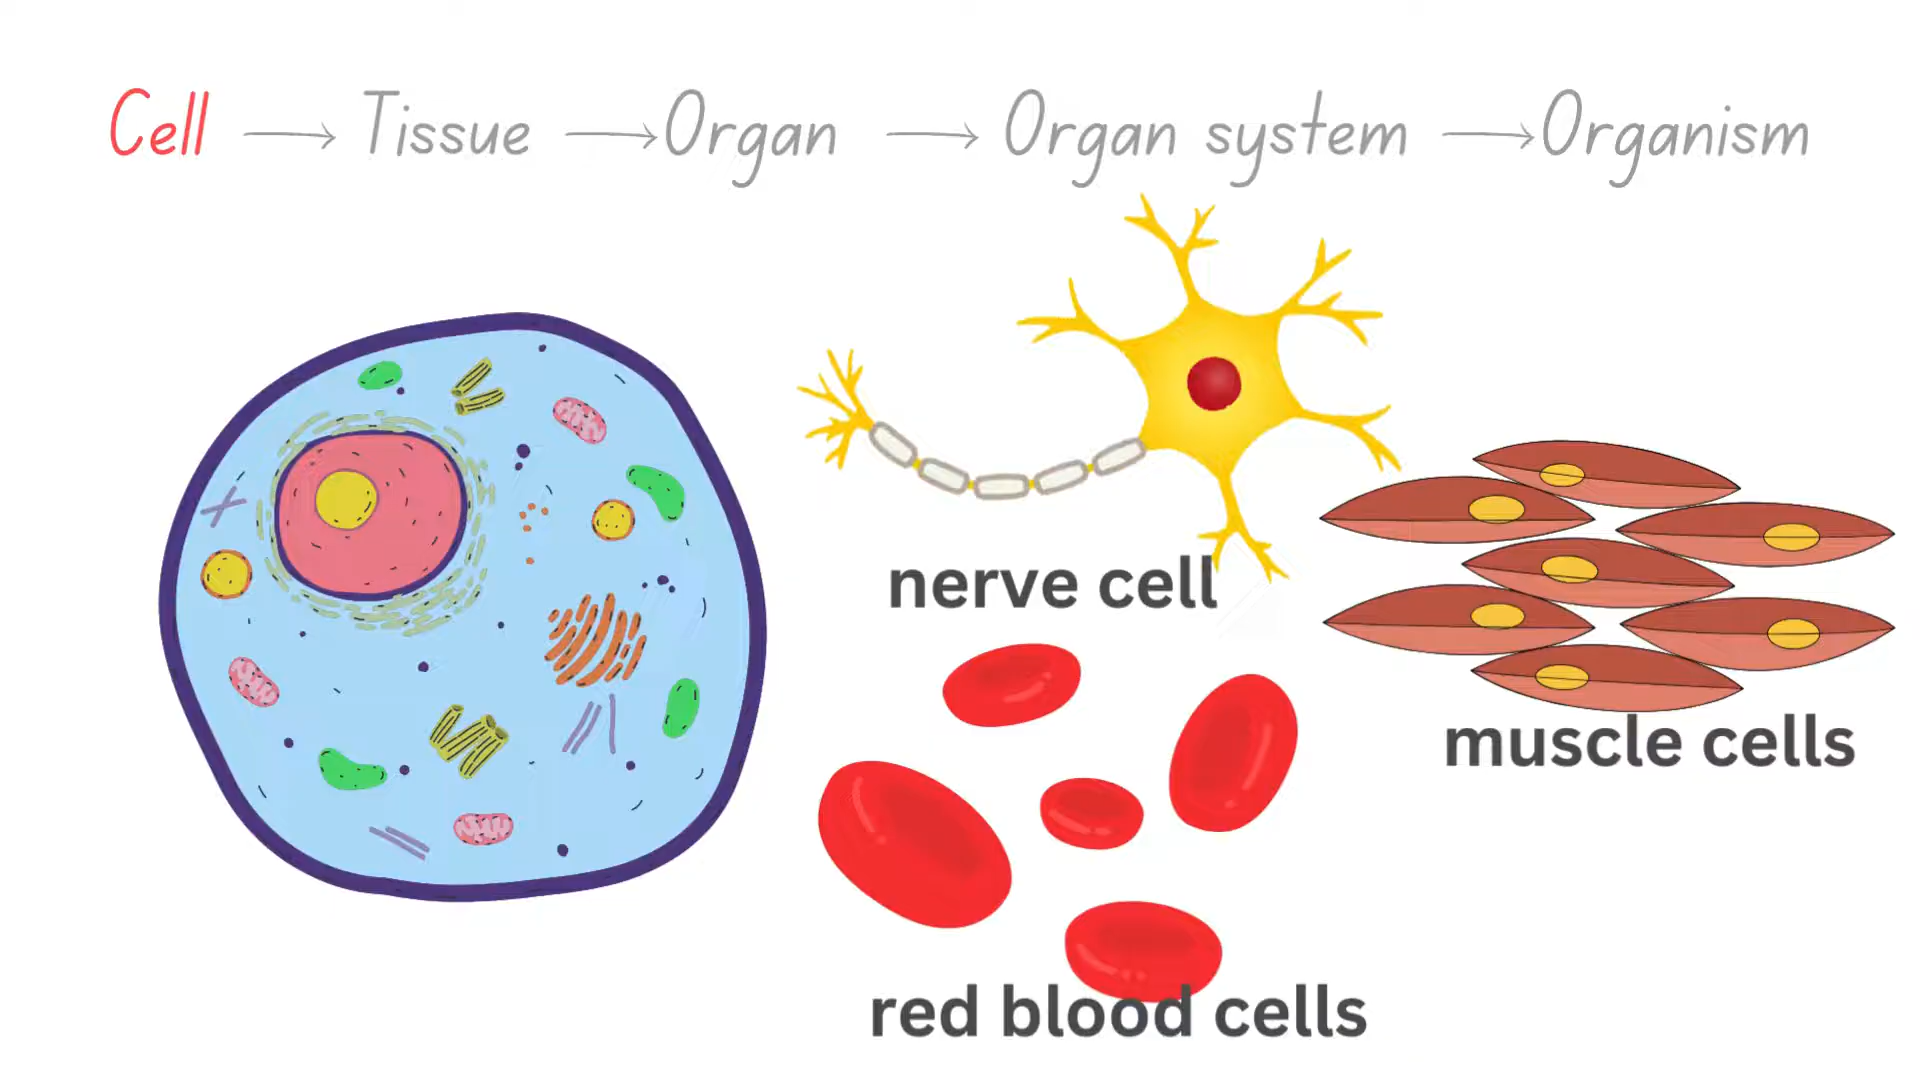 Cell → Tissue → Organ → Organ system → Organism
nerve cell
muscle cells
red blood cells